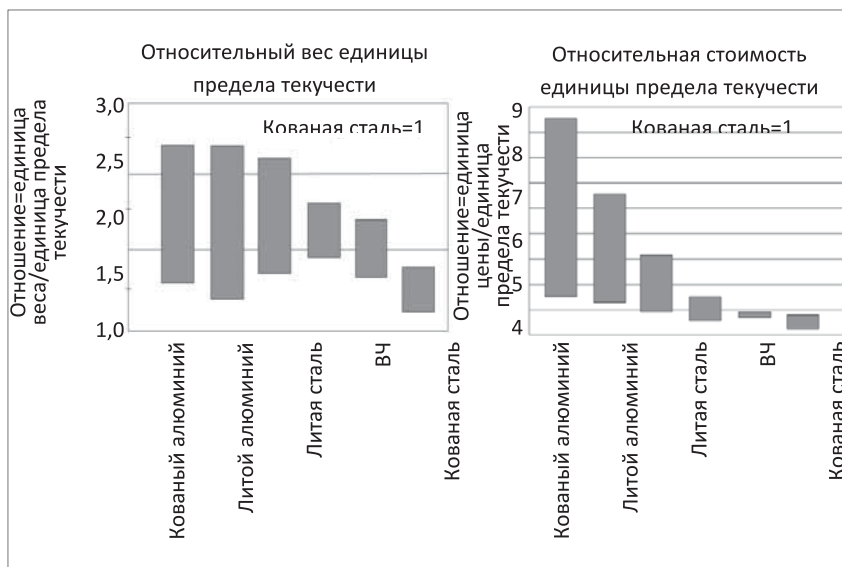 Относительный вес единицы
предела текучести
Кованая сталь=1
Отношение=единица
веса/единица предела
текучести
3,0
2,5
2,0
1,5
1,0
Кованый алюминий
Литой алюминий
Литая сталь
ВЧ
Кованая сталь
Относительная стоимость
единицы предела текучести
Кованая сталь=1
Отношение=единица
цены/единица
предела текучести
9
8
7
6
5
4
Кованый алюминий
Литой алюминий
Литая сталь
ВЧ
Кованая сталь